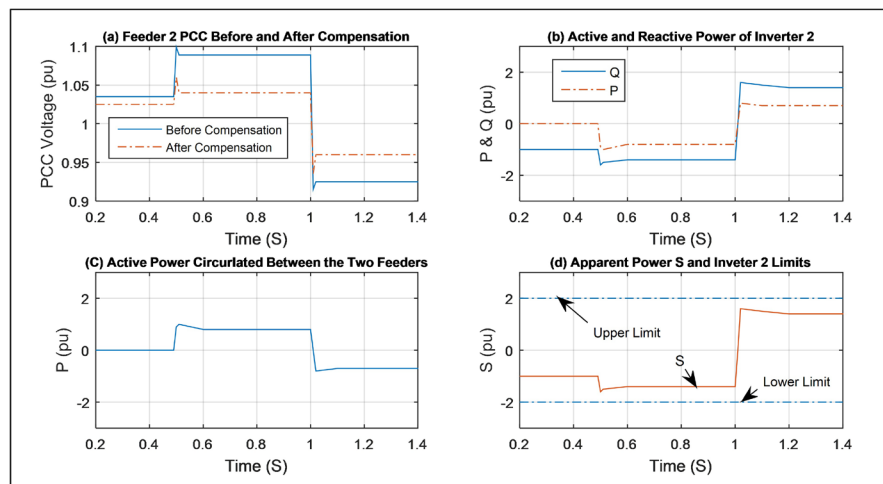 (a) Feeder 2 PCC Before and After Compensation
1.1
1.05
1
0.95
0.9
PCC Voltage (pu)
Before Compensation
After Compensation
0.2 0.4 0.6 0.8 1 1.2 1.4
Time (S)
(b) Active and Reactive Power of Inverter 2
2
0
-2
P & Q (pu)
Q
P
0.2 0.4 0.6 0.8 1 1.2 1.4
Time (S)
(C) Active Power Circurlated Between the Two Feeders
2
0
-2
P (pu)
0.2 0.4 0.6 0.8 1 1.2 1.4
Time (S)
(d) Apparent Power S and Inveter 2 Limits
2
0
-2
S (pu)
Upper Limit
S
Lower Limit
0.2 0.4 0.6 0.8 1 1.2 1.4
Time (S)